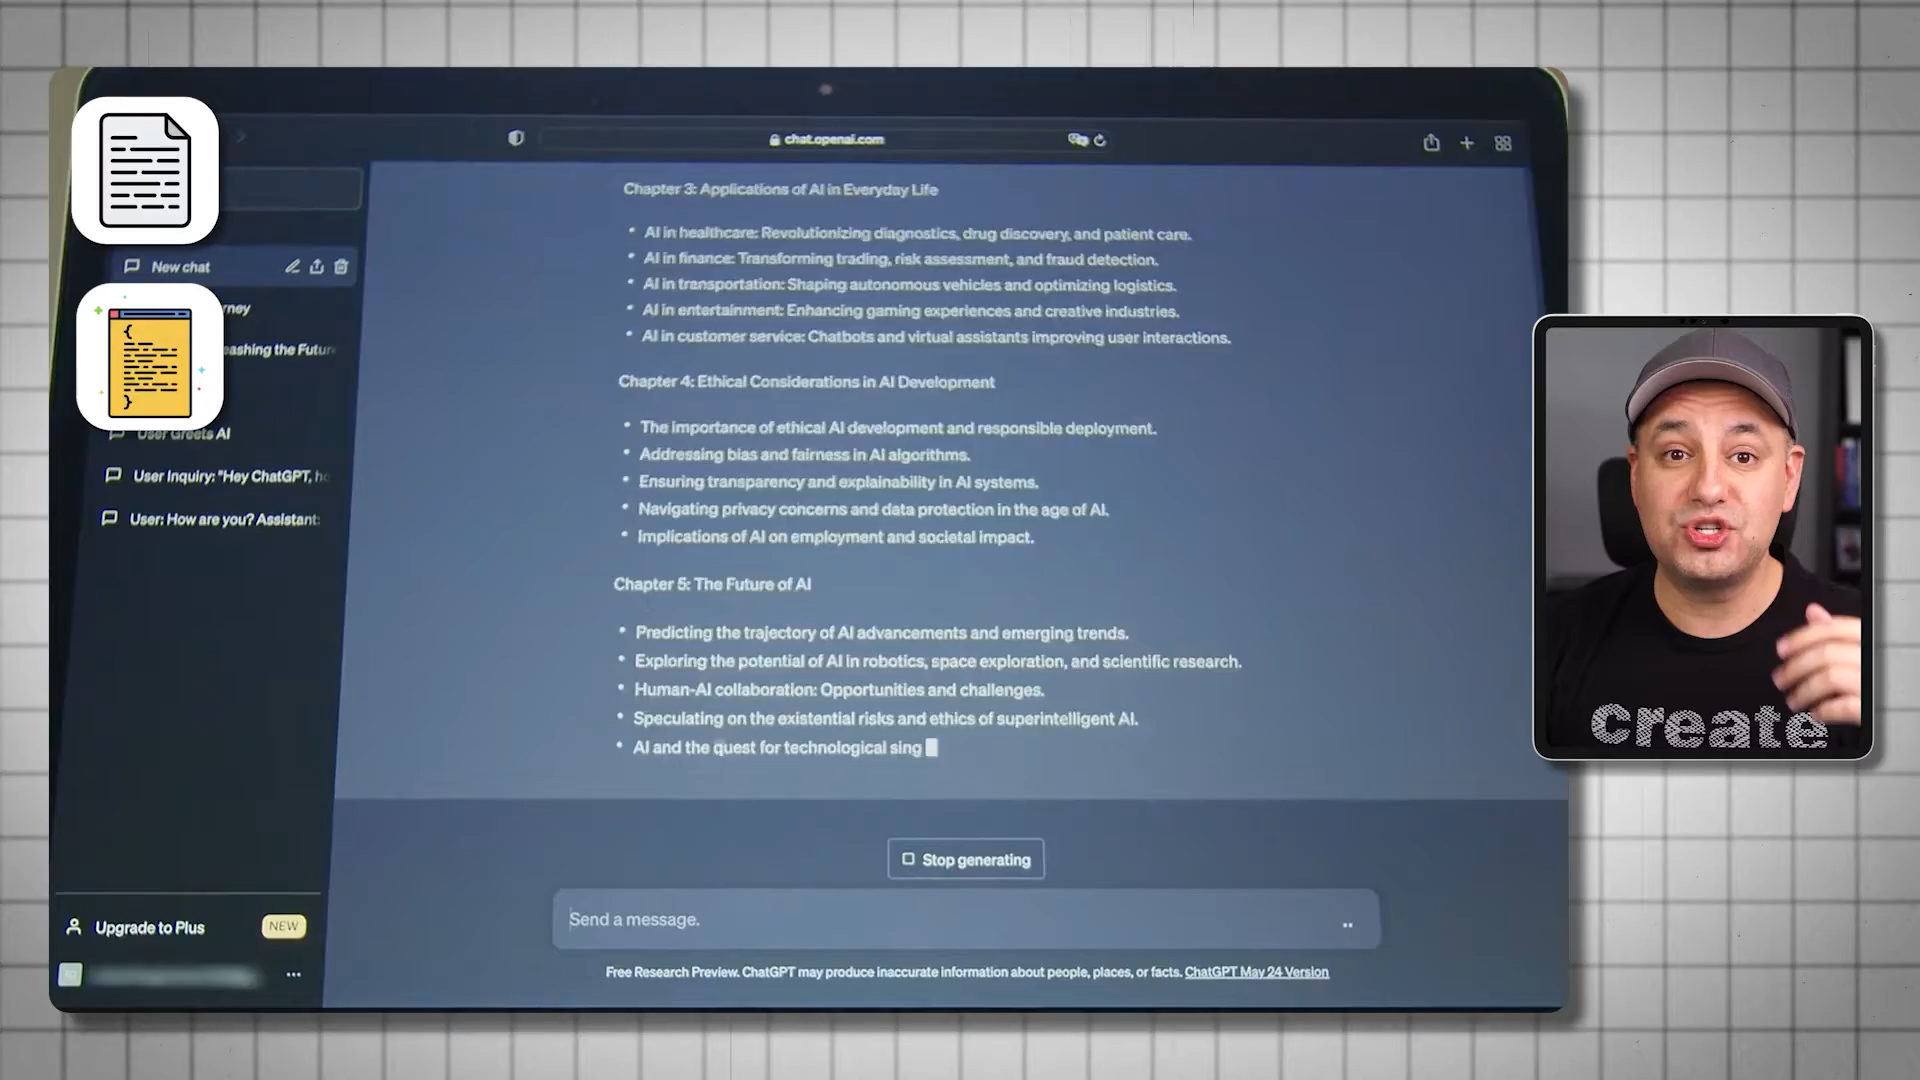 chat.openai.com
New chat
rney
eashing the Futur
User Greets AI
User Inquiry: "Hey ChatGPT, ho
User: How are you? Assistant:
Upgrade to Plus
NEW
Chapter 3: Applications of AI in Everyday Life
• AI in healthcare: Revolutionizing diagnostics, drug discovery, and patient care.
• AI in finance: Transforming trading, risk assessment, and fraud detection.
• AI in transportation: Shaping autonomous vehicles and optimizing logistics.
• AI in entertainment: Enhancing gaming experiences and creative industries.
• AI in customer service: Chatbots and virtual assistants improving user interactions.
Chapter 4: Ethical Considerations in AI Development
• The importance of ethical AI development and responsible deployment.
• Addressing bias and fairness in AI algorithms.
• Ensuring transparency and explainability in AI systems.
• Navigating privacy concerns and data protection in the age of AI.
• Implications of AI on employment and societal impact.
Chapter 5: The Future of AI
• Predicting the trajectory of AI advancements and emerging trends.
• Exploring the potential of AI in robotics, space exploration, and scientific research.
• Human-AI collaboration: Opportunities and challenges.
• Speculating on the existential risks and ethics of superintelligent AI.
• AI and the quest for technological sing
Stop generating
Send a message.
Free Research Preview. ChatGPT may produce inaccurate information about people, places, or facts. ChatGPT May 24 Version
create